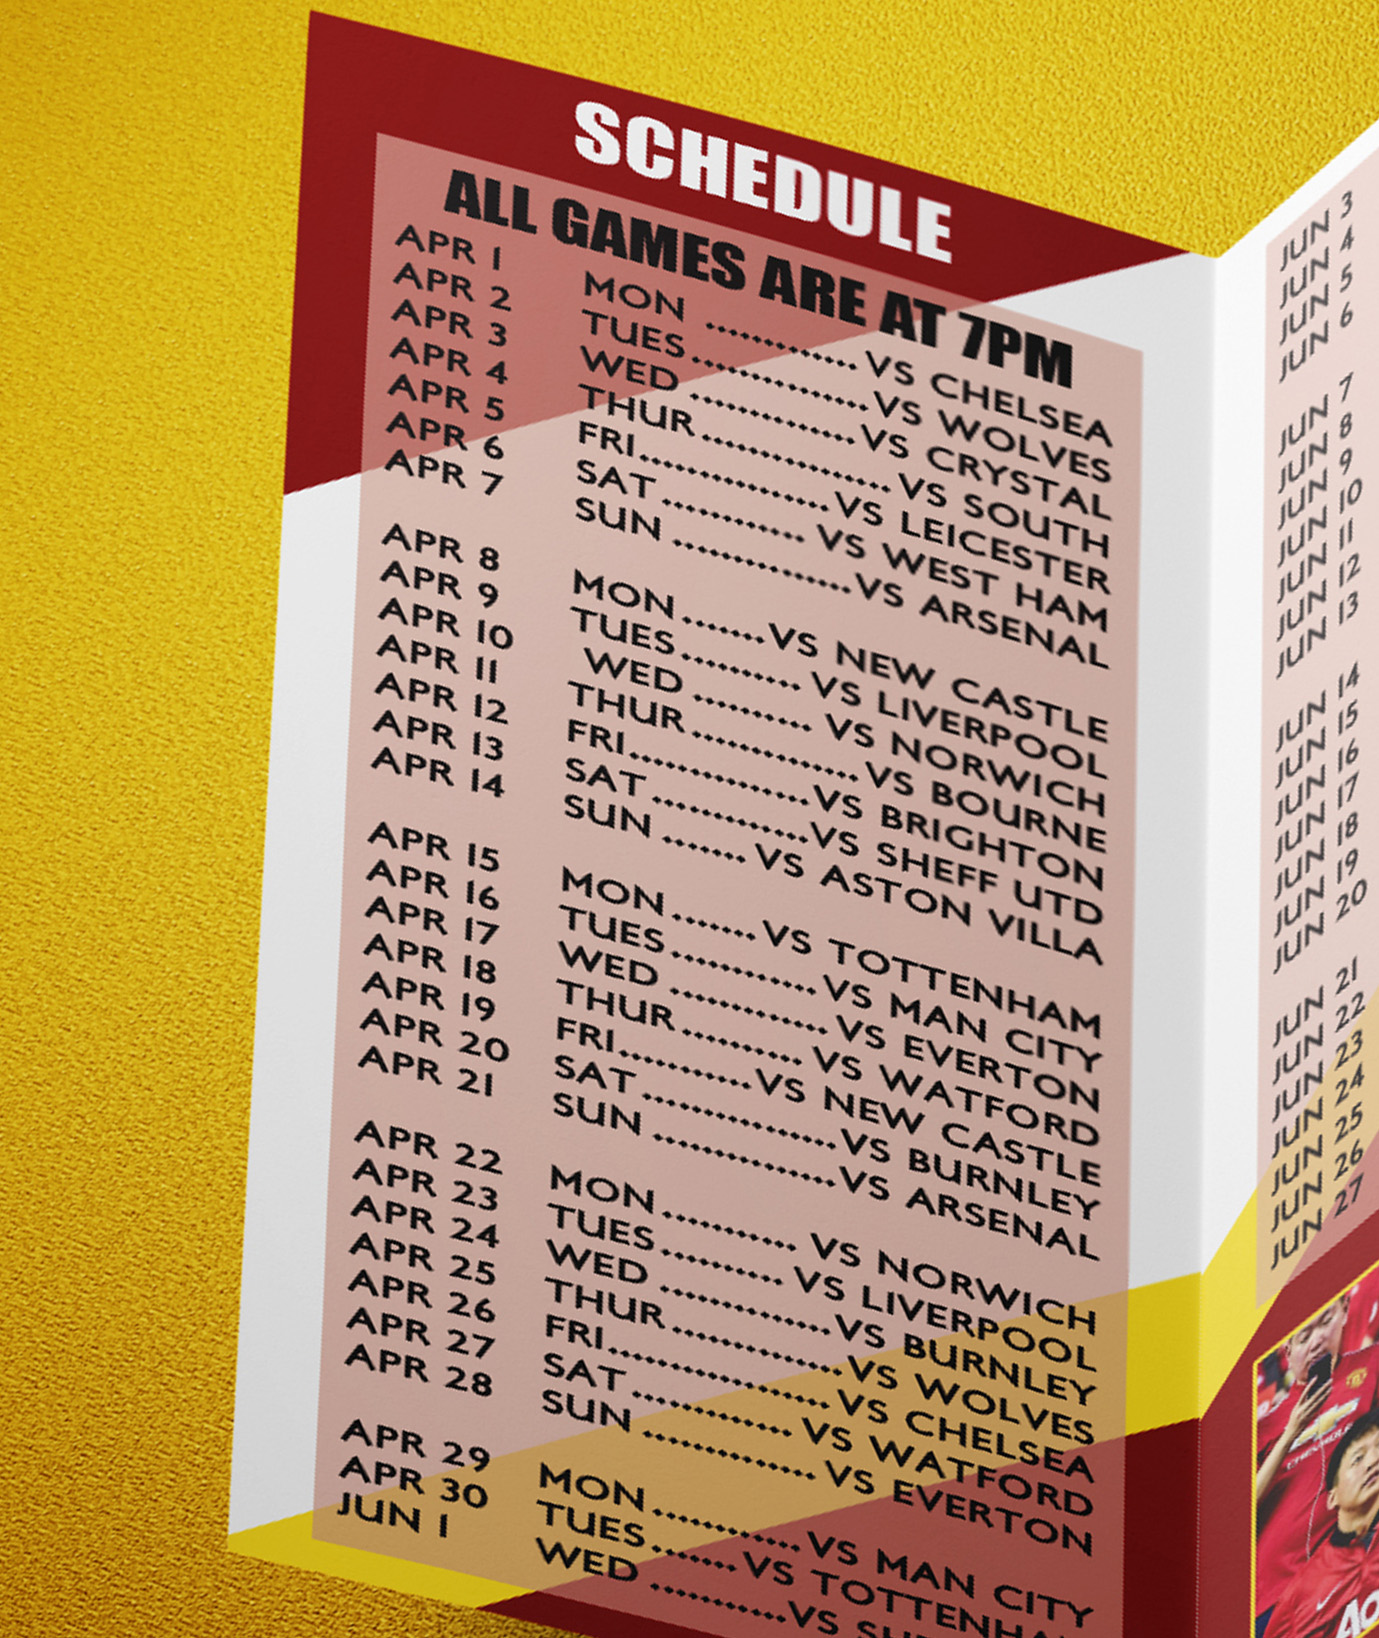 SCHEDULE
ALL GAMES ARE AT 7PM
APR 1 MON ............. VS CHELSEA
APR 2 TUES............... VS WOLVES
APR 3 WED .............. VS CRYSTAL
APR 4 THUR................ VS SOUTH
APR 5 FRI................ VS LEICESTER
APR 6 SAT............ VS WEST HAM
APR 7 SUN ............... VS ARSENAL
APR 8 MON....... VS NEW CASTLE
APR 9 TUES.......... VS LIVERPOOL
APR 10 WED .......... VS NORWICH
APR 11 THUR.............. VS BOURNE
APR 12 FRI............... VS BRIGHTON
APR 13 SAT............. VS SHEFF UTD
APR 14 SUN ....... VS ASTON VILLA
APR 15 MON....... VS TOTTENHAM
APR 16 TUES............ VS MAN CITY
APR 17 WED ............. VS EVERTON
APR 18 THUR.......... VS WATFORD
APR 19 FRI........... VS NEW CASTLE
APR 20 SAT................ VS BURNLEY
APR 21 SUN ............... VS ARSENAL
APR 22 MON........... VS NORWICH
APR 23 TUES.......... VS LIVERPOOL
APR 24 WED .............. VS BURNLEY
APR 25 THUR.............. VS WOLVES
APR 26 FRI.................. VS CHELSEA
APR 27 SAT............. VS WATFORD
APR 28 SUN .............. VS EVERTON
APR 29 MON............ VS MAN CITY
APR 30 TUES....... VS TOTTENHA
JUN 1 WED ........... VS
JUN 3
JUN 4
JUN 5
JUN 6
JUN 7
JUN 8
JUN 9
JUN 10
JUN 11
JUN 12
JUN 13
JUN 14
JUN 15
JUN 16
JUN 17
JUN 18
JUN 19
JUN 20
JUN 21
JUN 22
JUN 23
JUN 24
JUN 25
JUN 26
JUN 27